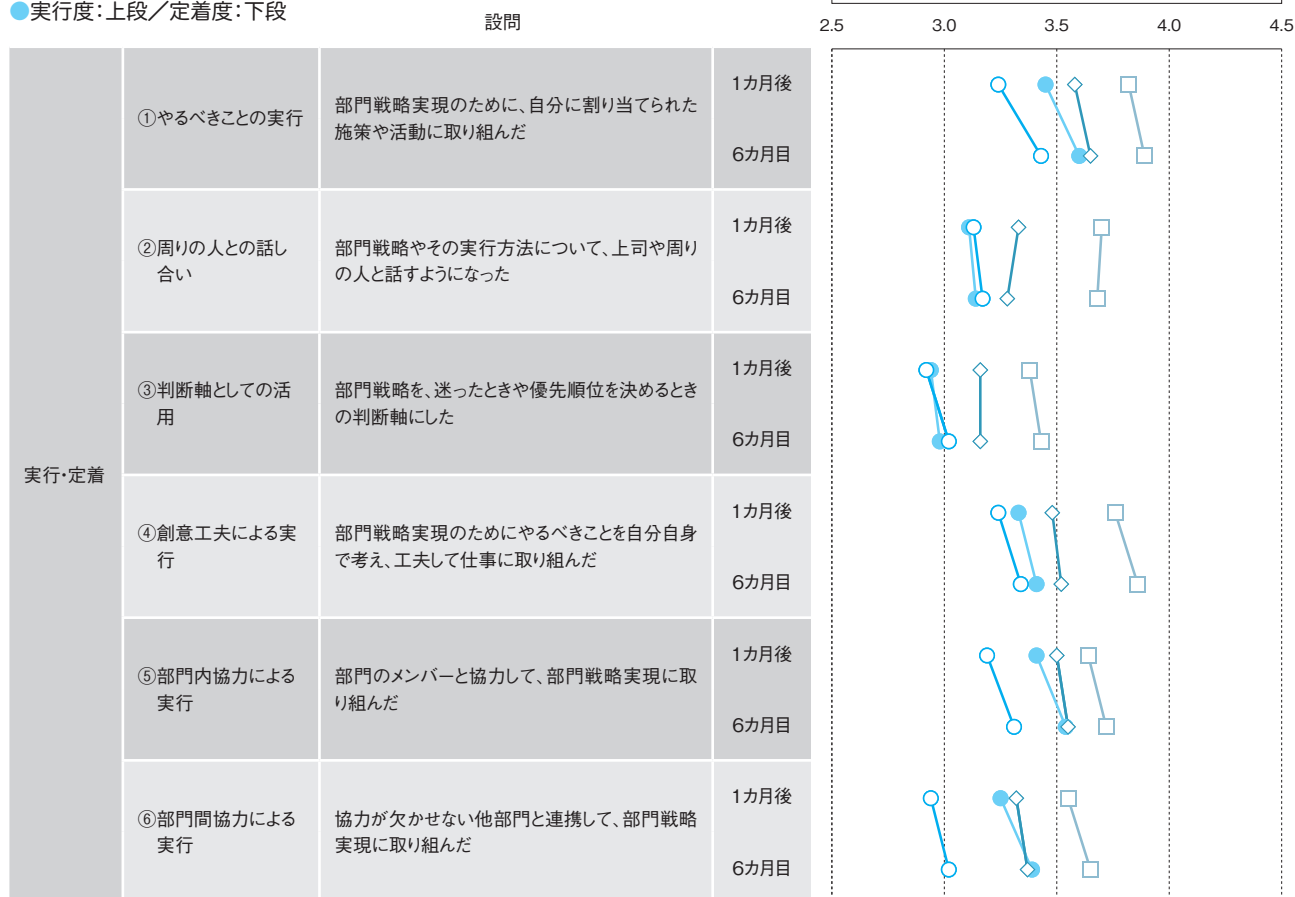 ●実行度：上段／定着度：下段
設問
2.5 3.0 3.5 4.0 4.5
実行・定着
①やるべきことの実行
部門戦略実現のために、自分に割り当てられた
施策や活動に取り組んだ
1カ月後
6カ月目
②周りの人との話し
合い
部門戦略やその実行方法について、上司や周り
の人と話すようになった
1カ月後
6カ月目
③判断軸としての活
用
部門戦略を、迷ったときや優先順位を決めるとき
の判断軸にした
1カ月後
6カ月目
④創意工夫による実
行
部門戦略実現のためにやるべきことを自分自身
で考え、工夫して仕事に取り組んだ
1カ月後
6カ月目
⑤部門内協力による
実行
部門のメンバーと協力して、部門戦略実現に取
り組んだ
1カ月後
6カ月目
⑥部門間協力による
実行
協力が欠かせない他部門と連携して、部門戦略
実現に取り組んだ
1カ月後
6カ月目